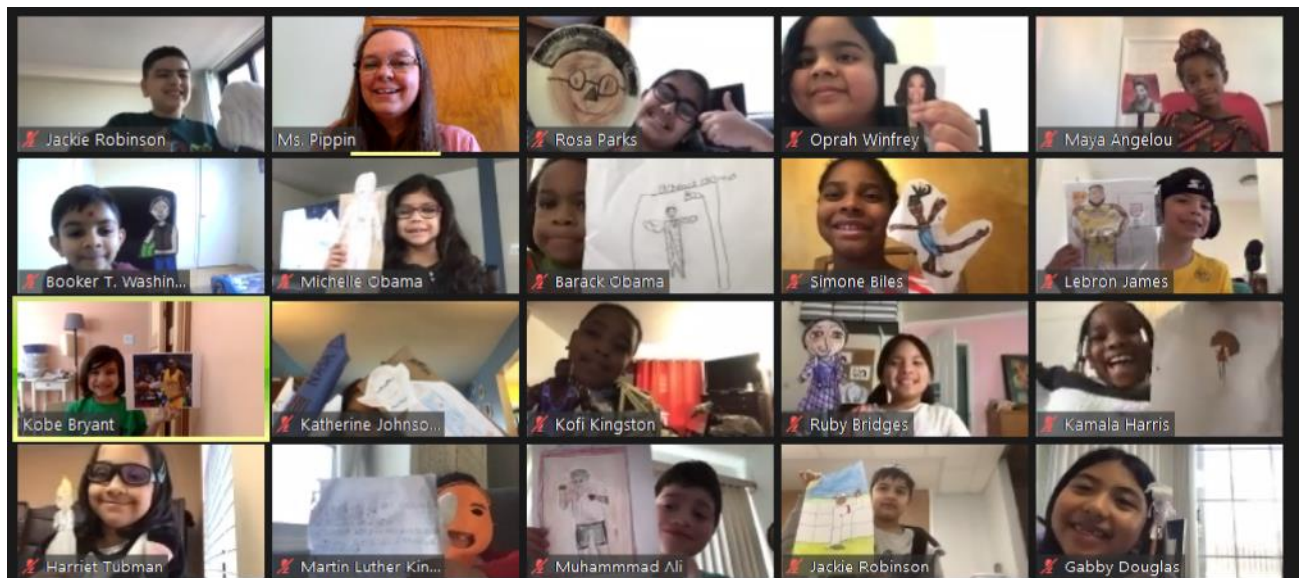 Jackie Robinson
Ms. Pippin
Rosa Parks
Oprah Winfrey
Maya Angelou
Booker T. Washin...
Michelle Obama
Barack Obama
Simone Biles
Lebron James
Kobe Bryant
Katherine Johnso...
Kofi Kingston
Ruby Bridges
Kamala Harris
Harriet Tubman
Martin Luther Kin...
Muhammmad Ali
Jackie Robinson
Gabby Douglas